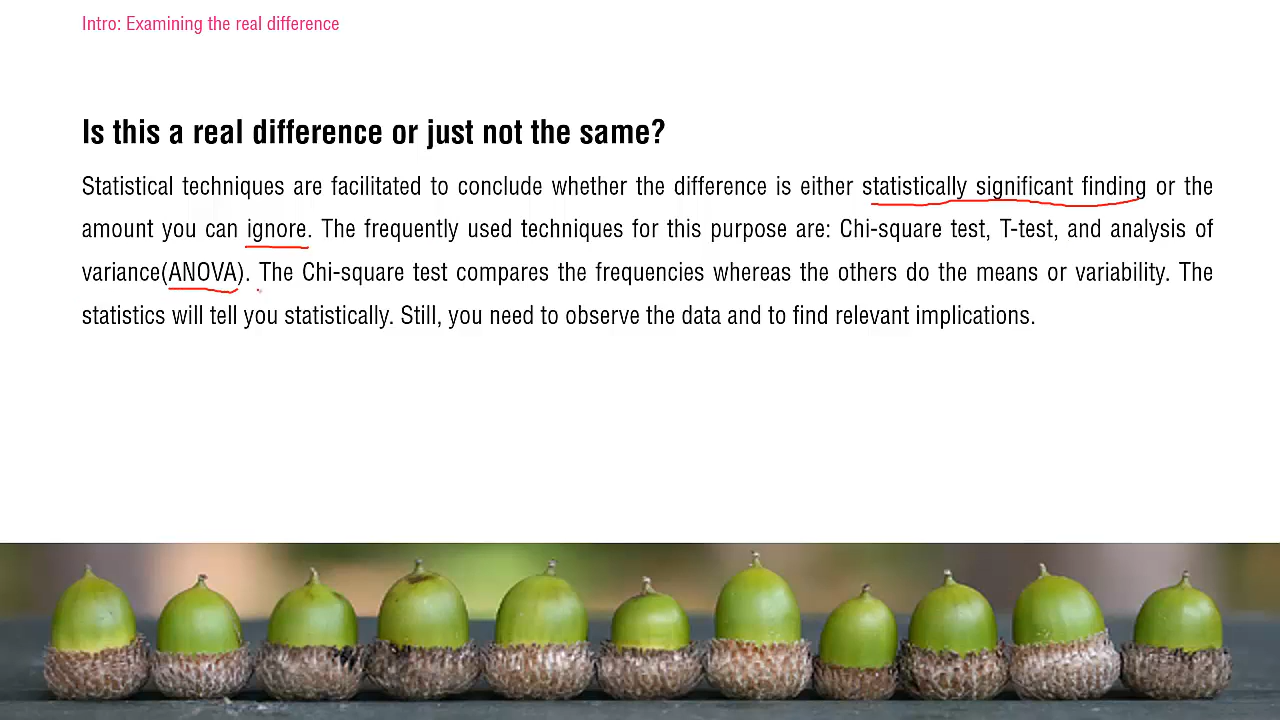 Intro: Examining the real difference
Is this a real difference or just not the same?
Statistical techniques are facilitated to conclude whether the difference is either statistically significant finding or the
amount you can ignore. The frequently used techniques for this purpose are: Chi-square test, T-test, and analysis of
variance(ANOVA). The Chi-square test compares the frequencies whereas the others do the means or variability. The
statistics will tell you statistically. Still, you need to observe the data and to find relevant implications.